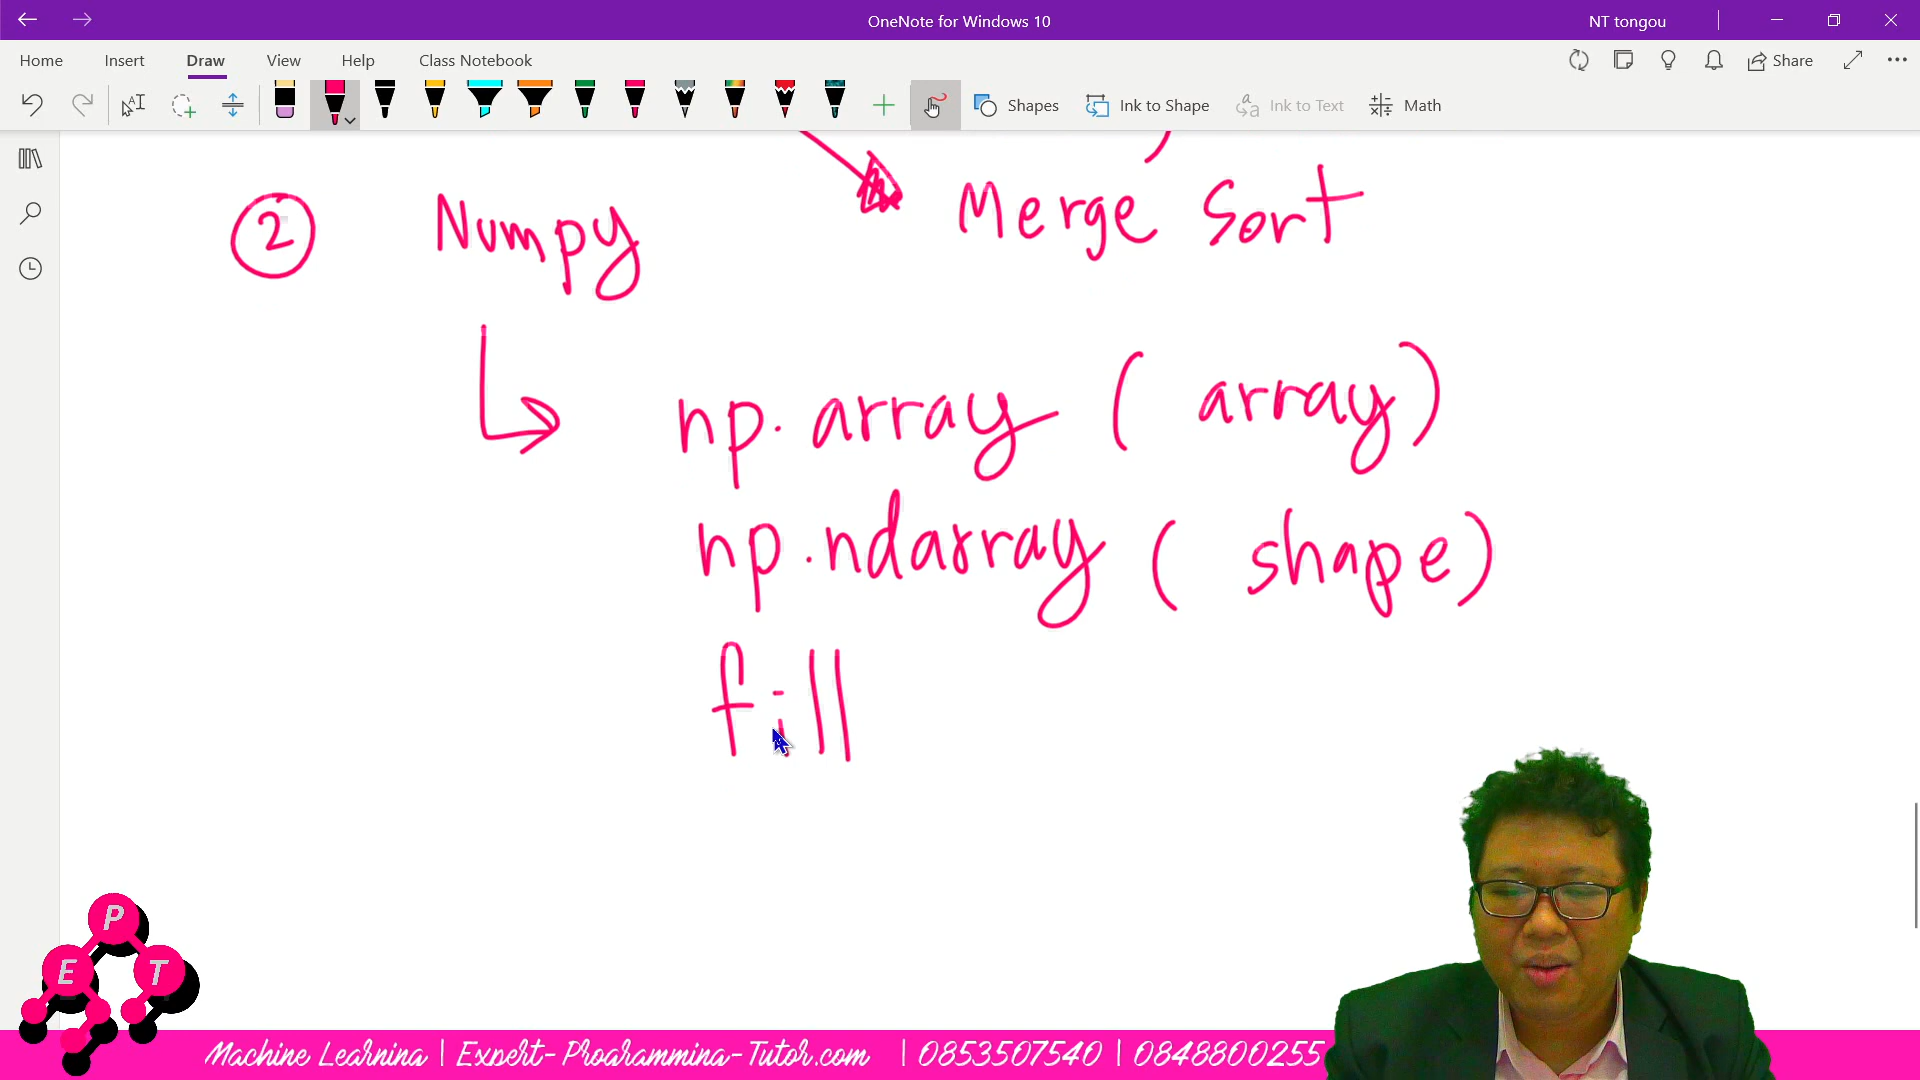 OneNote for Windows 10
NT tongou
Home Insert Draw View Help Class Notebook
Share
Shapes
Ink to Shape
Ink to Text
Math
Merge Sort
2 Numpy
np.array ( array )
np.ndarray ( shape )
fill
P
E T
Machine Learning | Expert-Programming-Tutor.com | 0853507540 | 0848800255